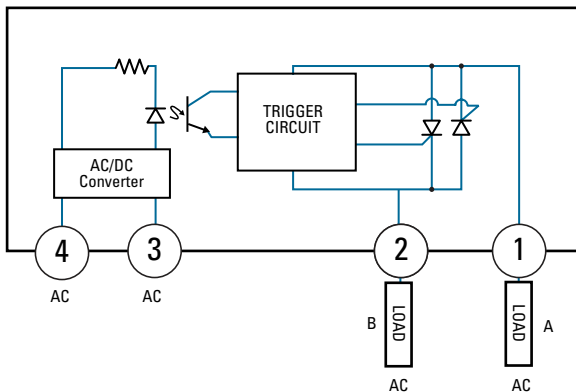 TRIGGER
CIRCUIT
AC/DC
Converter
4
3
2
1
AC
AC
B
LOAD
LOAD
A
AC
AC